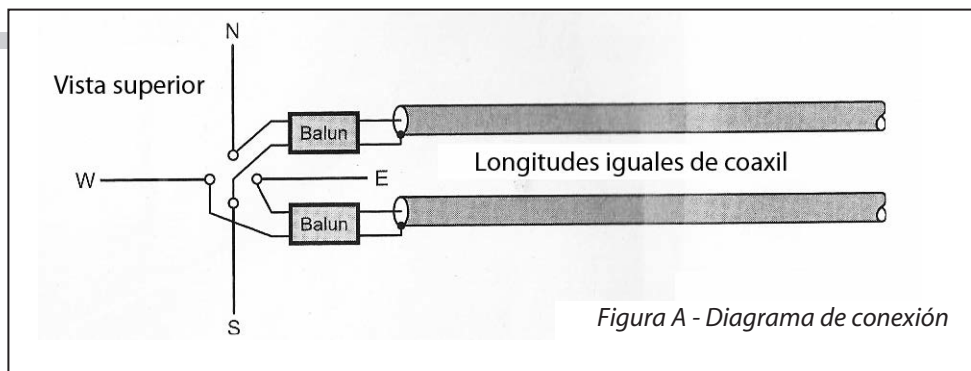 N
Vista superior
Balun
Longitudes iguales de coaxil
W
E
Balun
S
Figura A - Diagrama de conexión